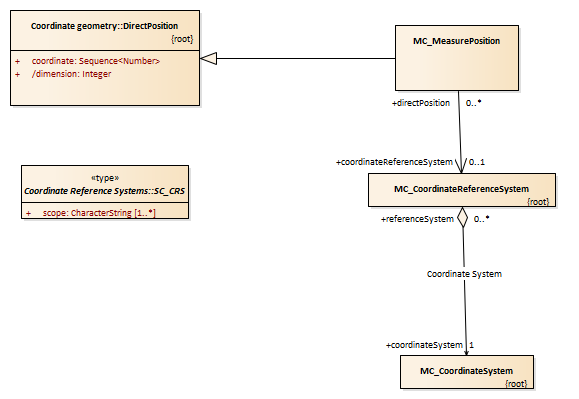 Coordinate geometry::DirectPosition
{root}
+ coordinate: Sequence<Number>
+ /dimension: Integer
MC_MeasurePosition
+directPosition 0..*
+coordinateReferenceSystem 0..1
«type»
Coordinate Reference Systems::SC_CRS
+ scope: CharacterString [1..*]
MC_CoordinateReferenceSystem
{root}
+referenceSystem 0..*
Coordinate System
+coordinateSystem 1
MC_CoordinateSystem
{root}